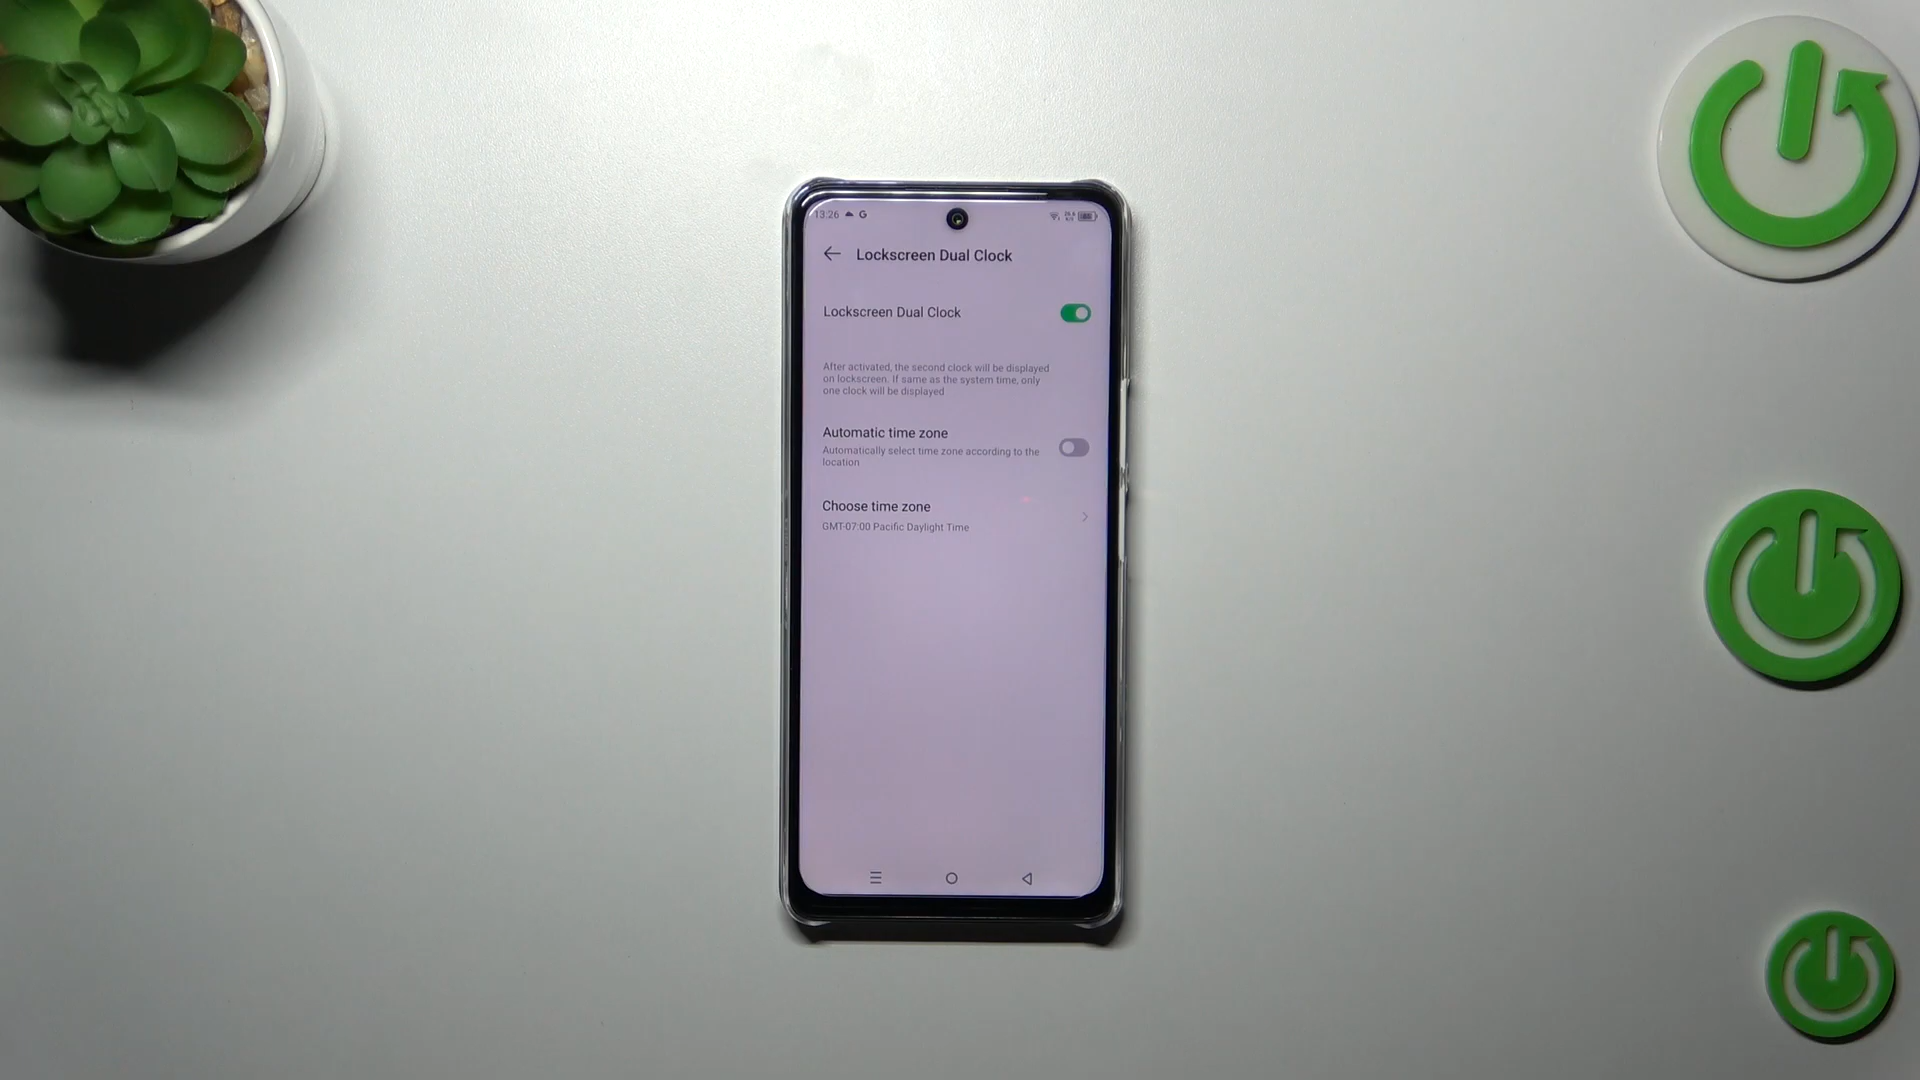 13:26 G
Lockscreen Dual Clock
Lockscreen Dual Clock
After activated, the second clock will be displayed
on lockscreen. If same as the system time, only
one clock will be displayed
Automatic time zone
Automatically select time zone according to the
location
Choose time zone
GMT-07:00 Pacific Daylight Time